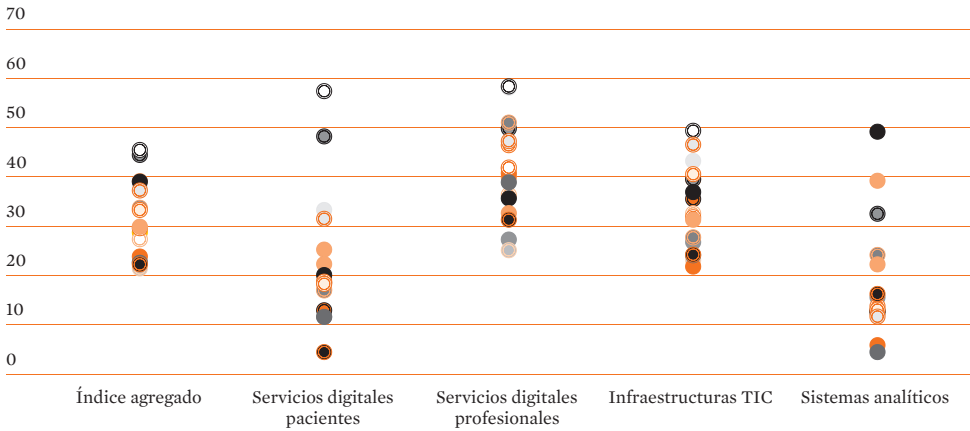 70
60
50
40
30
20
10
0
Índice agregado
Servicios digitales
pacientes
Servicios digitales
profesionales
Infraestructuras TIC
Sistemas analíticos